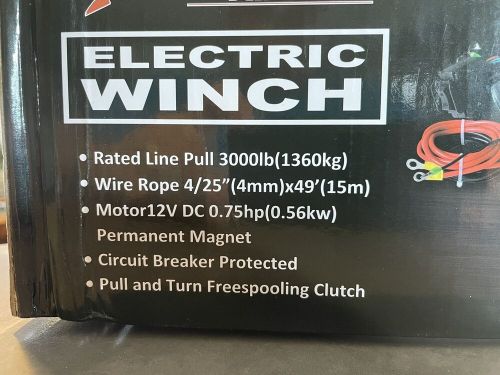 ELECTRIC
WINCH
• Rated Line Pull 3000lb(1360kg)
• Wire Rope 4/25”(4mm)x49'(15m)
• Motor12V DC 0.75hp(0.56kw)
Permanent Magnet
• Circuit Breaker Protected
• Pull and Turn Freespooling Clutch